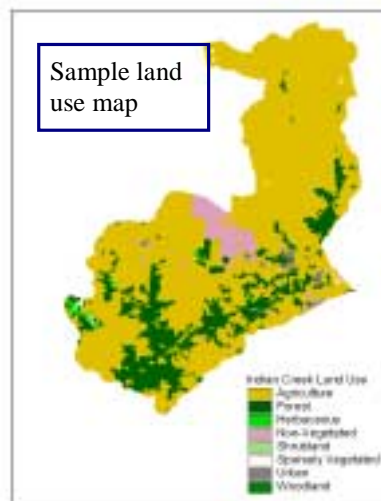 Sample land
use map
Indian Creek Land Use
Agriculture
Forest
Herbaceous
Non-Vegetated
Shrubland
Sparsely Vegetated
Urban
Woodland